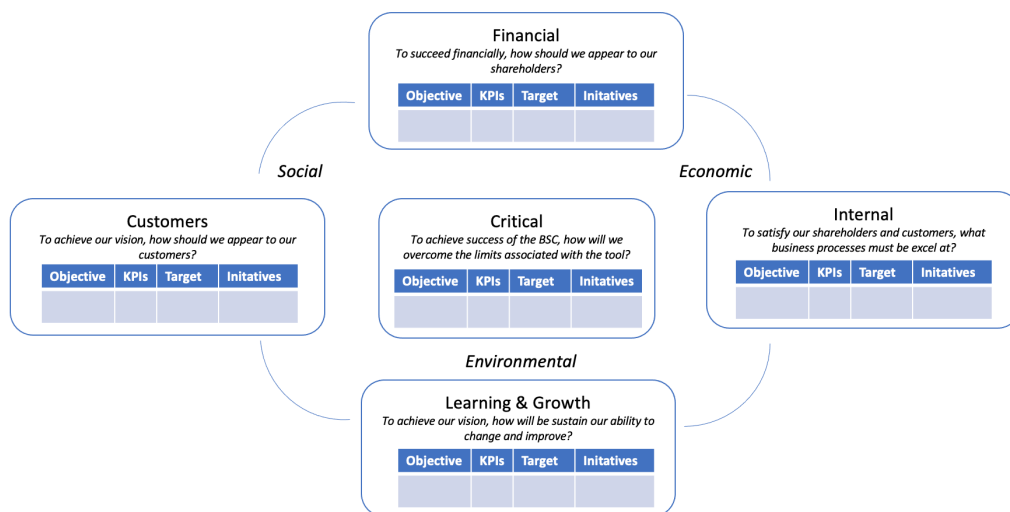 Financial
To succeed financially, how should we appear to our
shareholders?
Objective KPIs Target Initatives
Social
Economic
Customers
To achieve our vision, how should we appear to our
customers?
Objective KPIs Target Initatives
Critical
To achieve success of the BSC, how will we
overcome the limits associated with the tool?
Objective KPIs Target Initatives
Internal
To satisfy our shareholders and customers, what
business processes must be excel at?
Objective KPIs Target Initatives
Environmental
Learning & Growth
To achieve our vision, how will be sustain our ability to
change and improve?
Objective KPIs Target Initatives